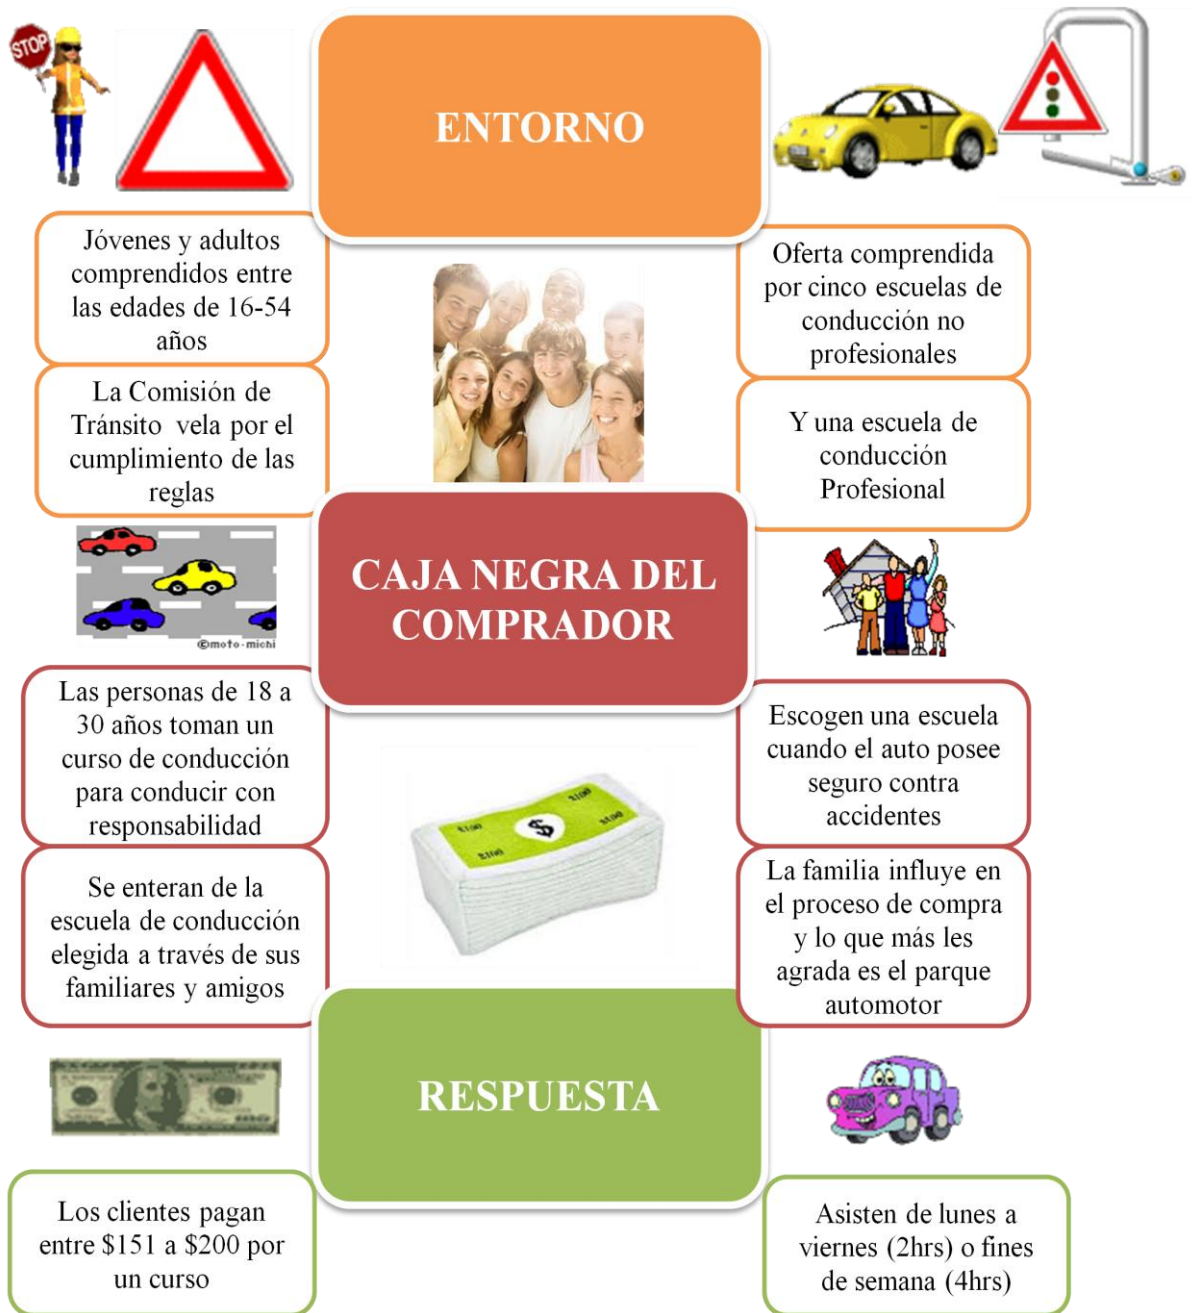 STOP
ENTORNO
Jóvenes y adultos
comprendidos entre
las edades de 16-54
años
Oferta comprendida
por cinco escuelas de
conducción no
profesionales
La Comisión de
Tránsito vela por el
cumplimiento de las
reglas
Y una escuela de
conducción
Profesional
CAJA NEGRA DEL
COMPRADOR
©moto-michi
Las personas de 18 a
30 años toman un
curso de conducción
para conducir con
responsabilidad
Escogen una escuela
cuando el auto posee
seguro contra
accidentes
Se enteran de la
escuela de conducción
elegida a través de sus
familiares y amigos
La familia influye en
el proceso de compra
y lo que más les
agrada es el parque
automotor
$
RESPUESTA
Los clientes pagan
entre $151 a $200 por
un curso
Asisten de lunes a
viernes (2hrs) o fines
de semana (4hrs)